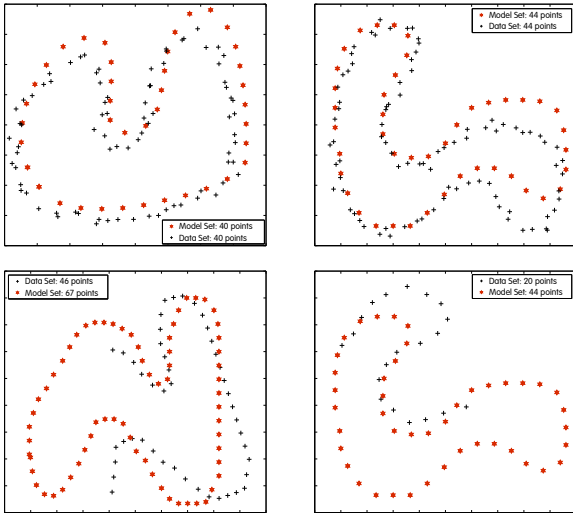 Model Set: 44 points
Data Set: 44 points
Model Set: 40 points
Data Set: 40 points
Data Set: 46 points
Model Set: 67 points
Data Set: 20 points
Model Set: 44 points